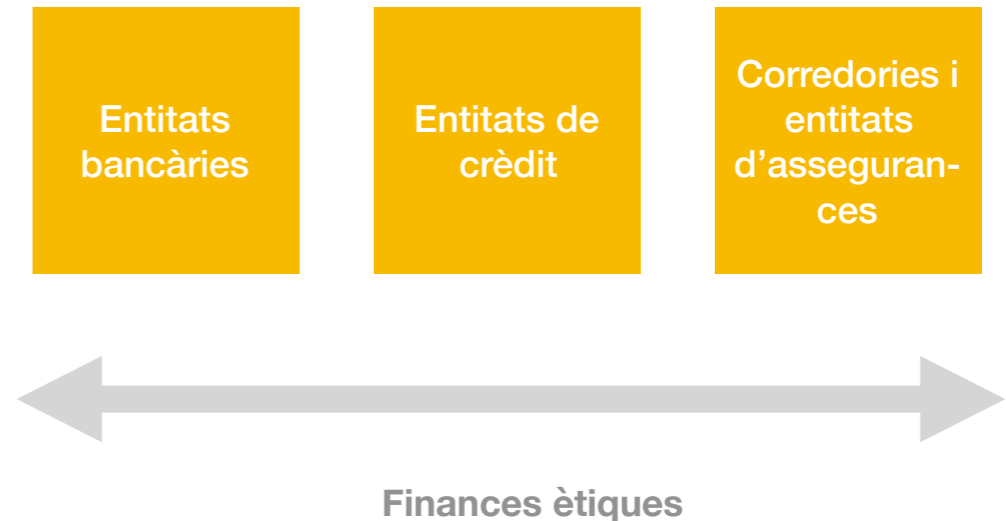 Entitats
bancàries
Entitats de
crèdit
Corredories i
entitats
d’asseguran-
ces
Finances ètiques